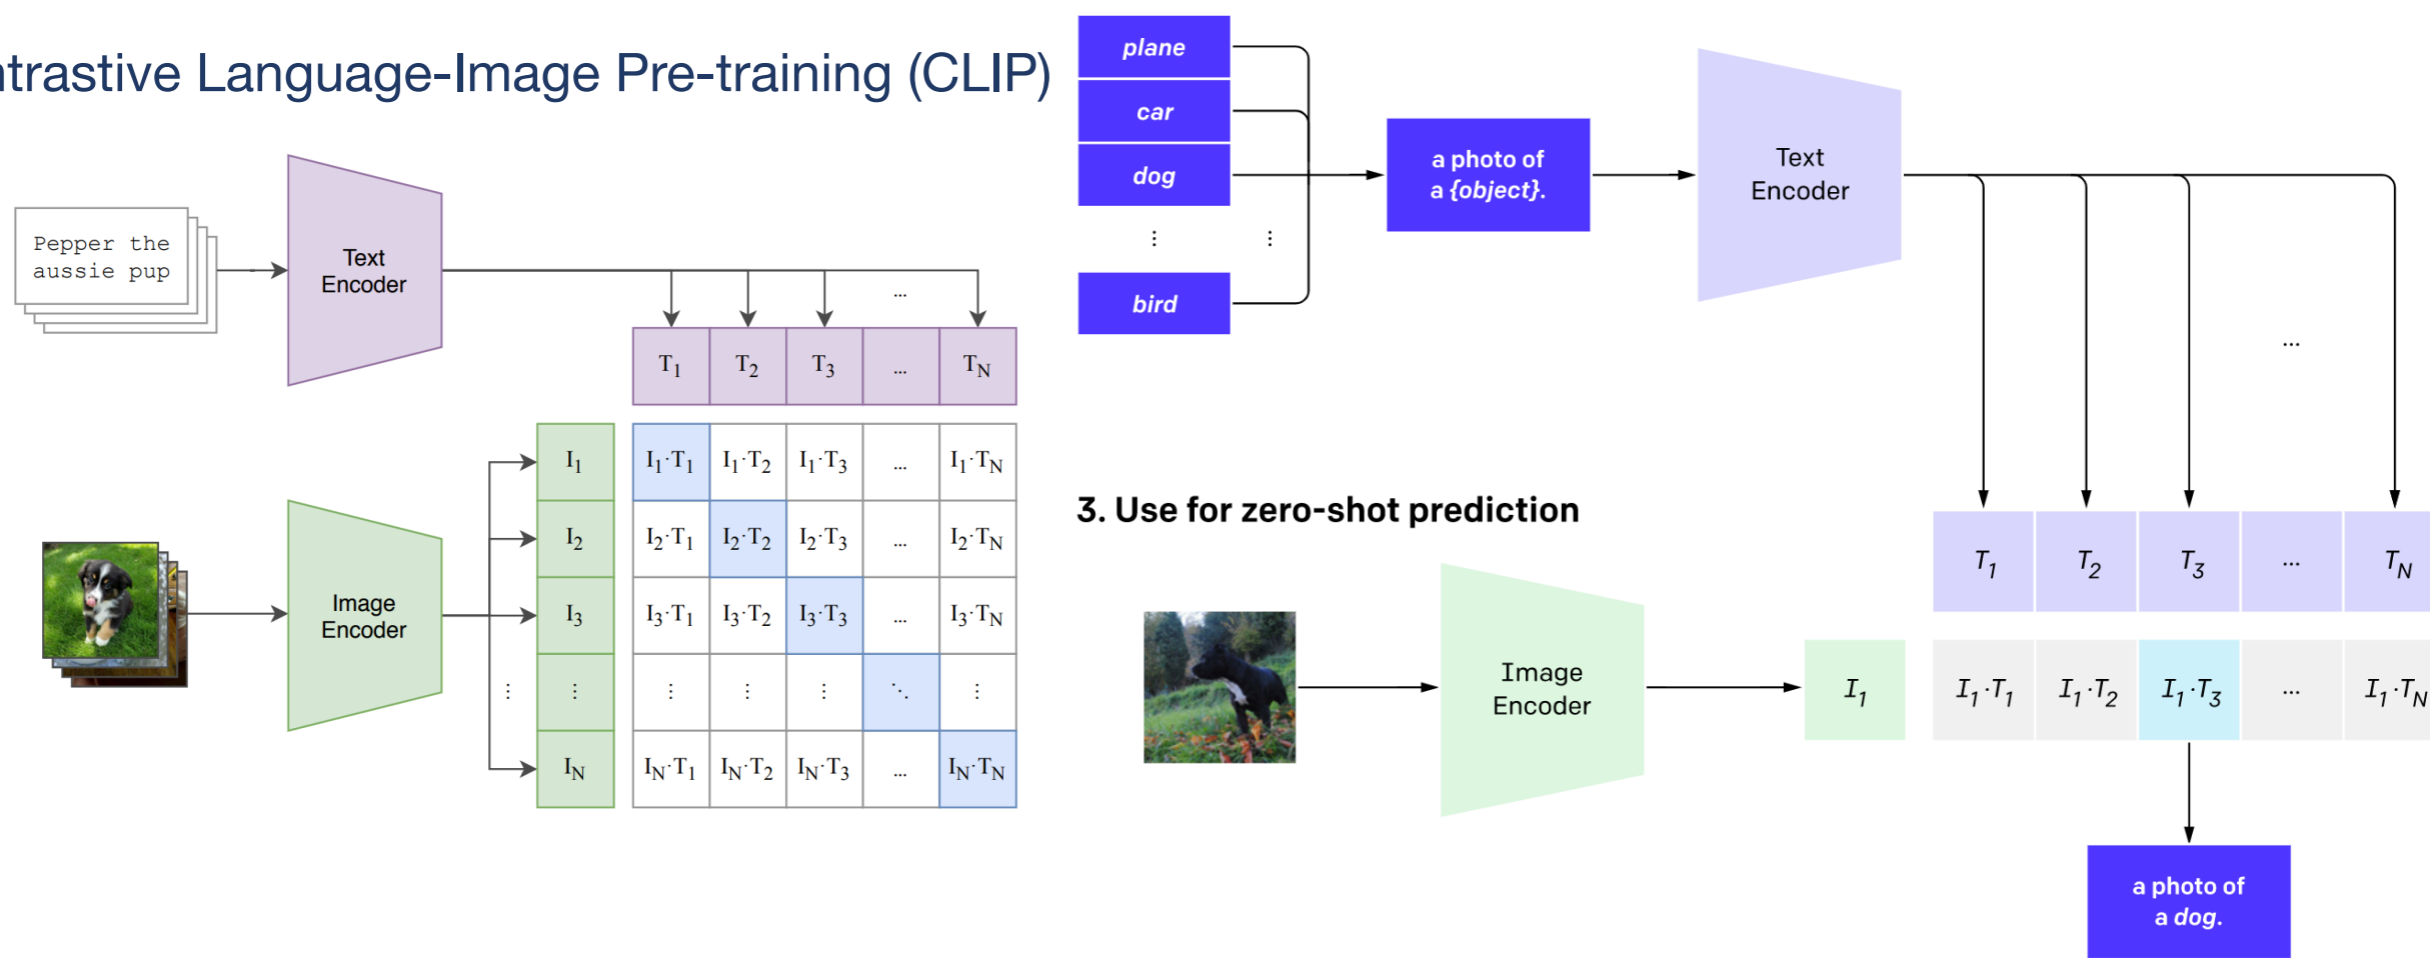 ntrastive Language-Image Pre-training (CLIP)
Pepper the
aussie pup
Text
Encoder
...
T1 T2 T3 ... TN
Image
Encoder
I1 I1·T1 I1·T2 I1·T3 ... I1·TN
I2 I2·T1 I2·T2 I2·T3 ... I2·TN
I3 I3·T1 I3·T2 I3·T3 ... I3·TN
⋮ ⋮ ⋮ ⋮ ⋮ ⋱ ⋮
IN IN·T1 IN·T2 IN·T3 ... IN·TN
plane
car
dog
⋮ ⋮
bird
a photo of
a {object}.
Text
Encoder
...
3. Use for zero-shot prediction
T1 T2 T3 ... TN
Image
Encoder
I1 I1·T1 I1·T2 I1·T3 ... I1·TN
a photo of
a dog.